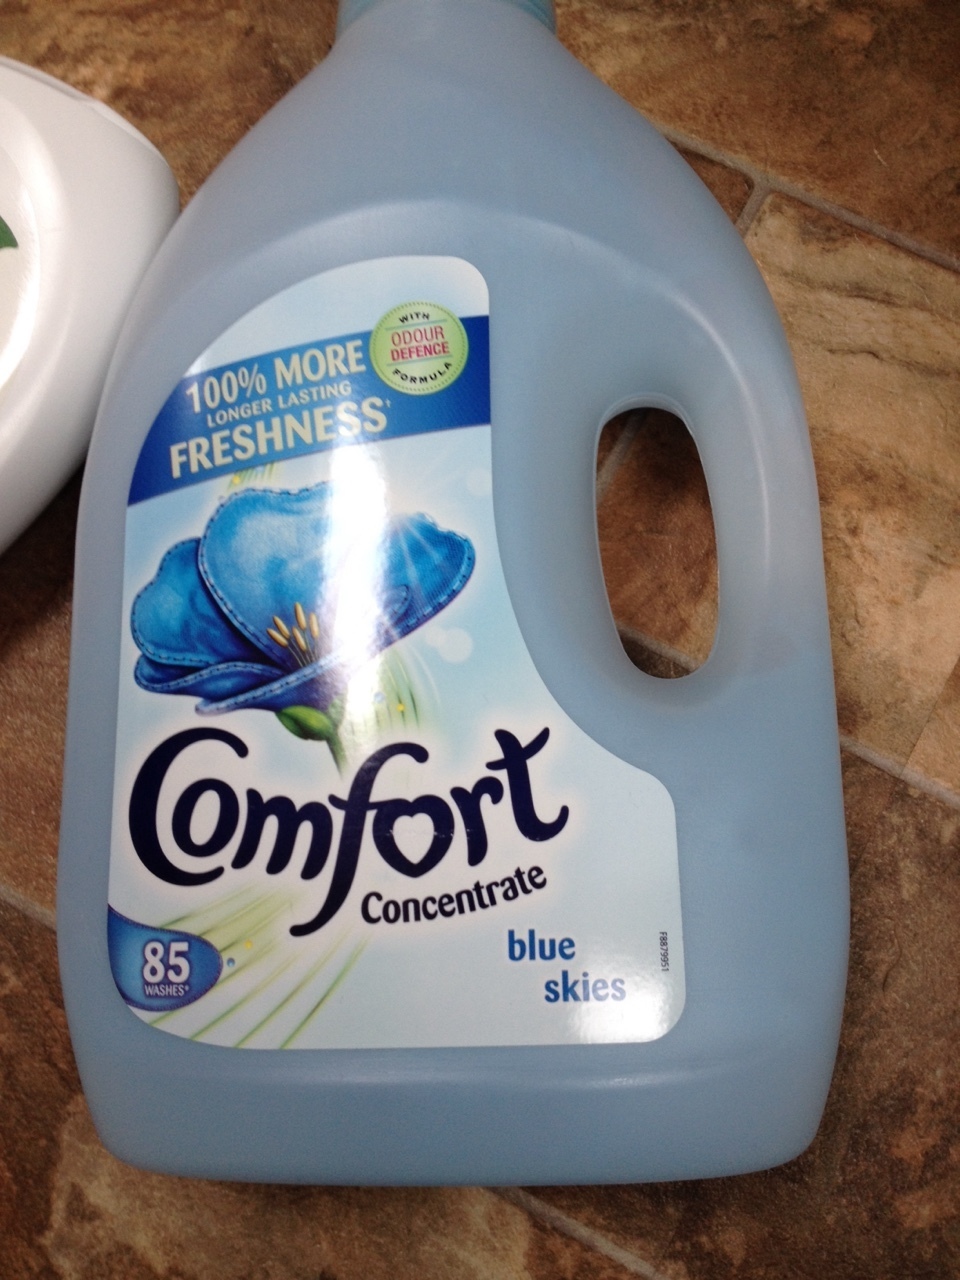 WITH
ODOUR
DEFENCE
FORMULA
100% MORE
LONGER LASTING
FRESHNESS†
Comfort
Concentrate
blue
skies
85
WASHES*
F8879951